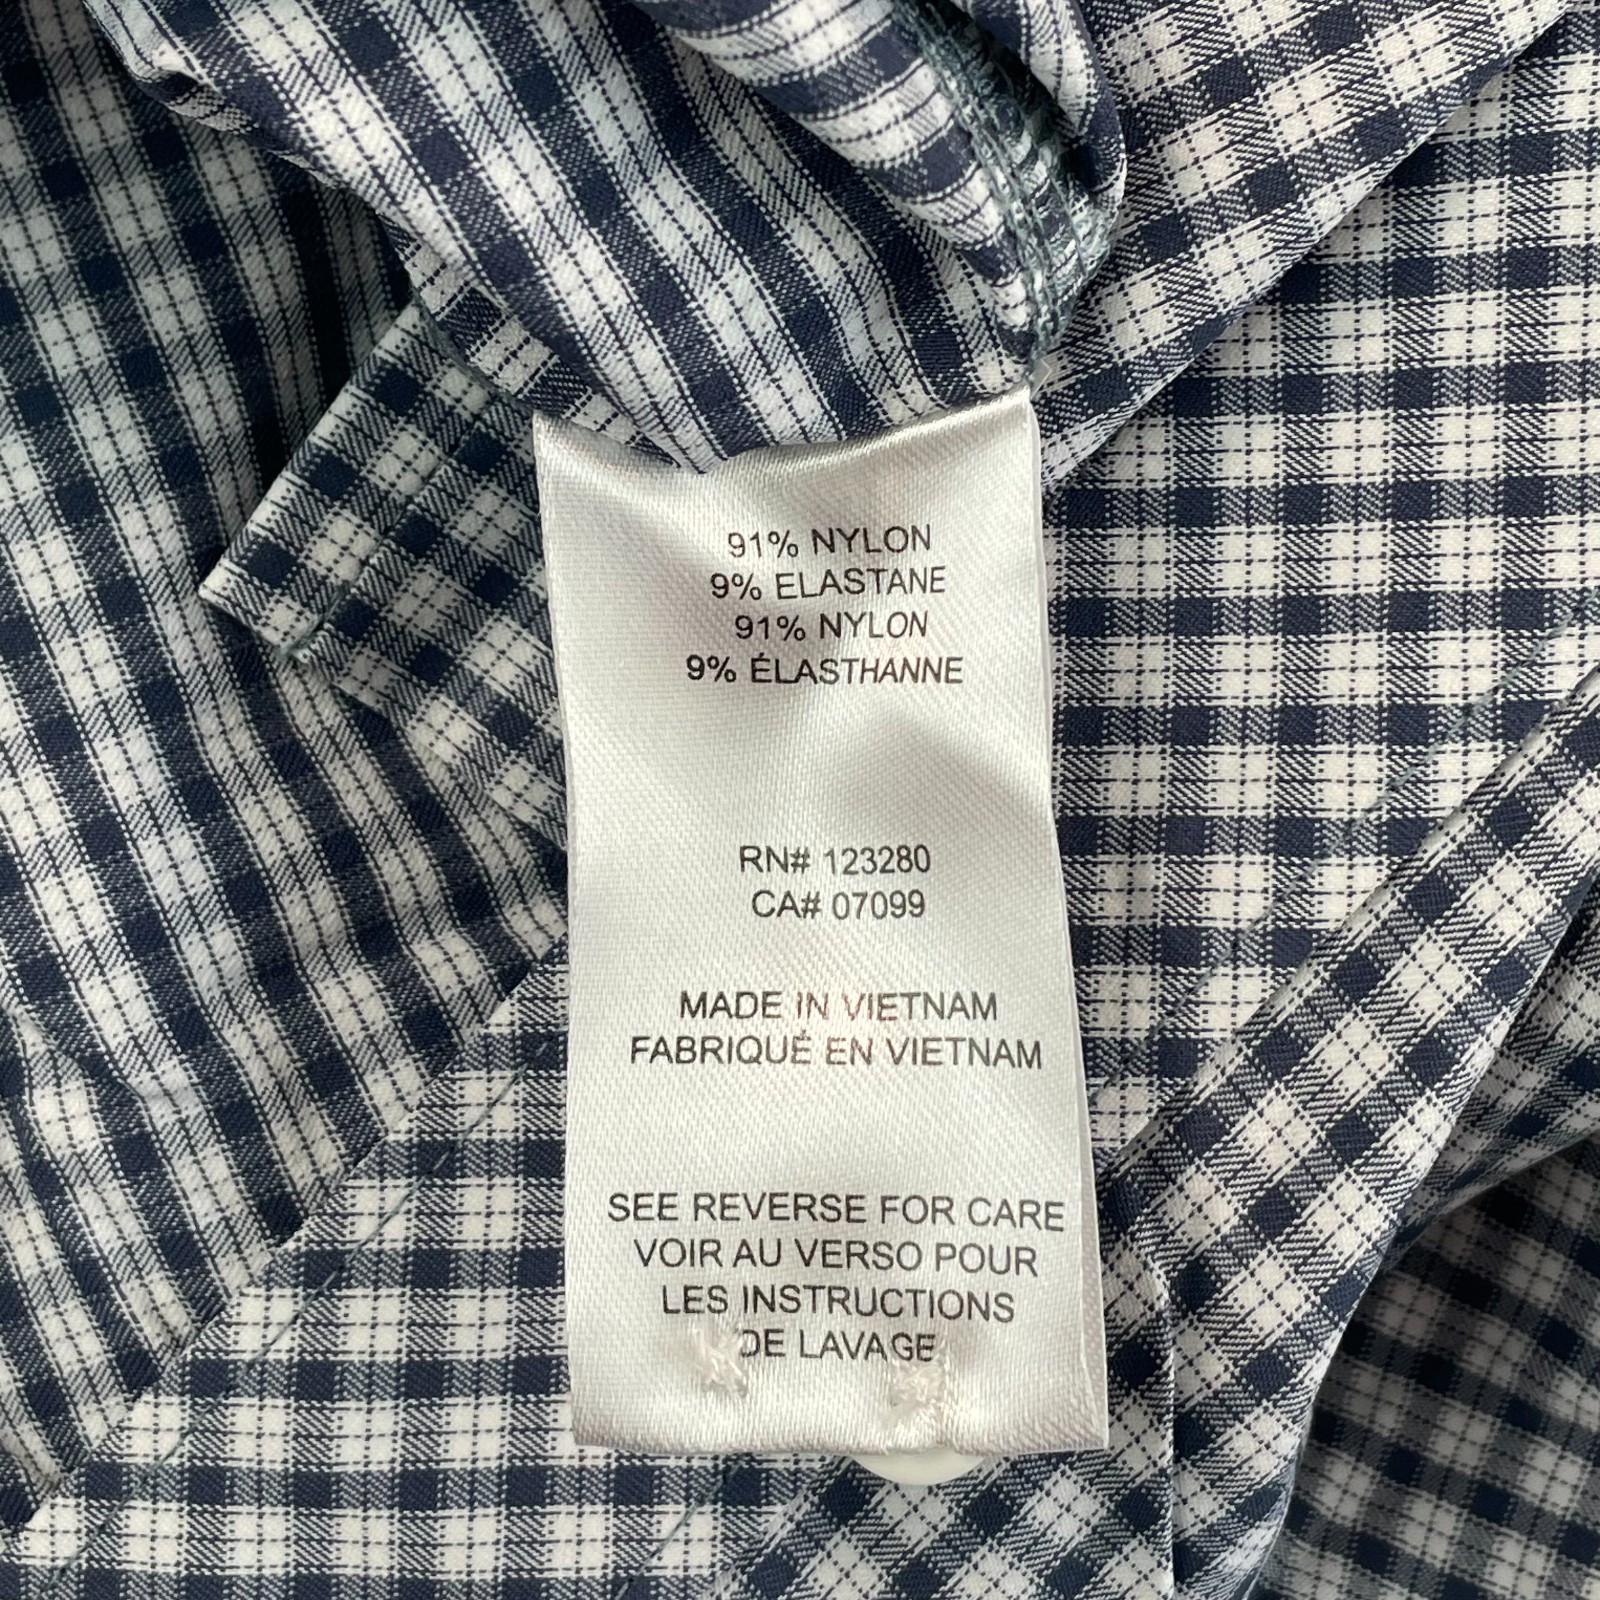 91% NYLON
9% ELASTANE
91% NYLON
9% ÉLASTHANNE
RN# 123280
CA# 07099
MADE IN VIETNAM
FABRIQUÉ EN VIETNAM
SEE REVERSE FOR CARE
VOIR AU VERSO POUR
LES INSTRUCTIONS
DE LAVAGE